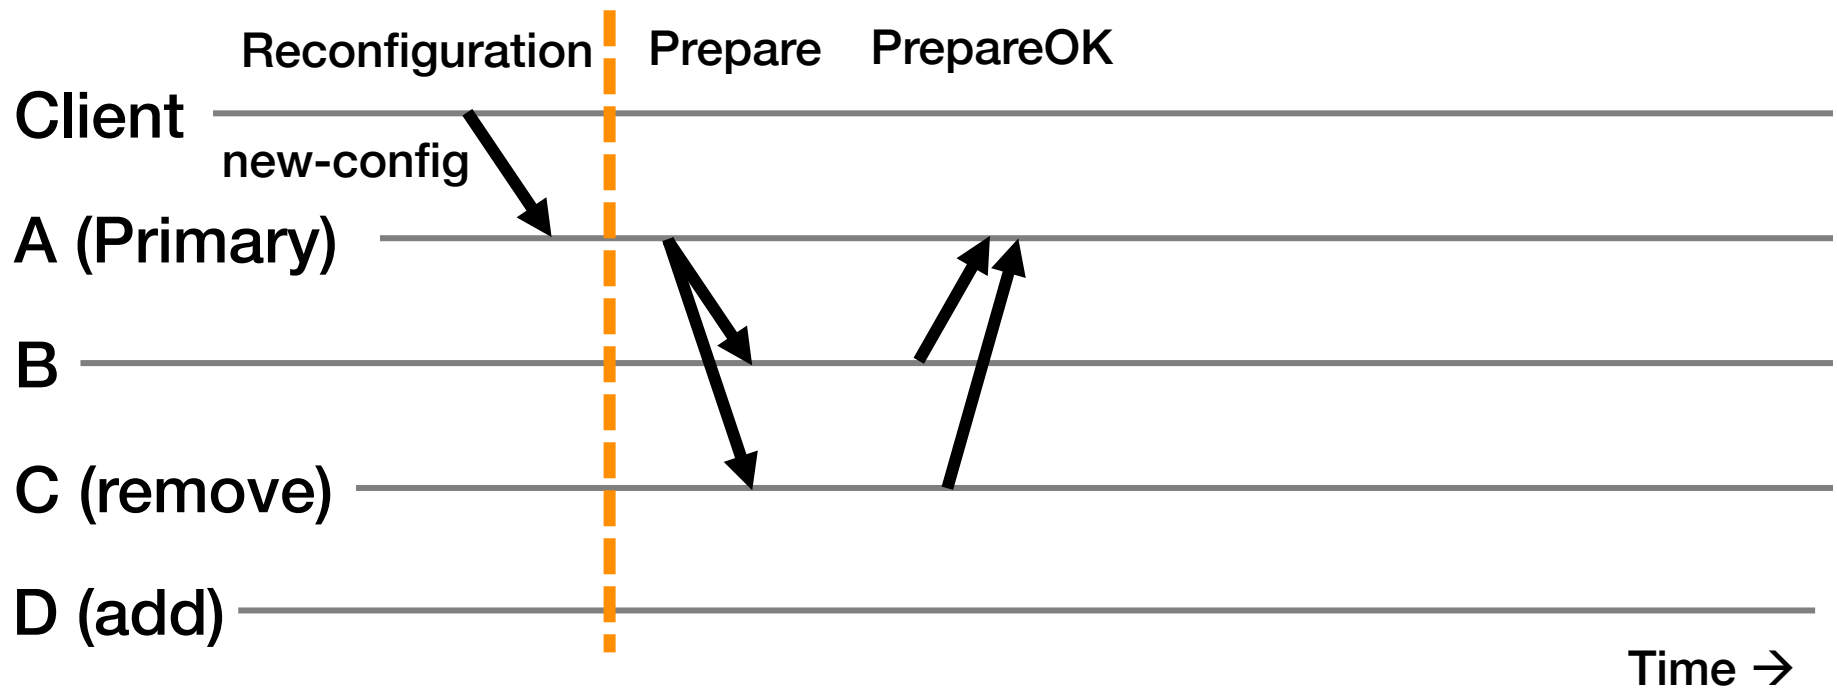 Reconfiguration Prepare PrepareOK
Client
new-config
A (Primary)
B
C (remove)
D (add)
Time →